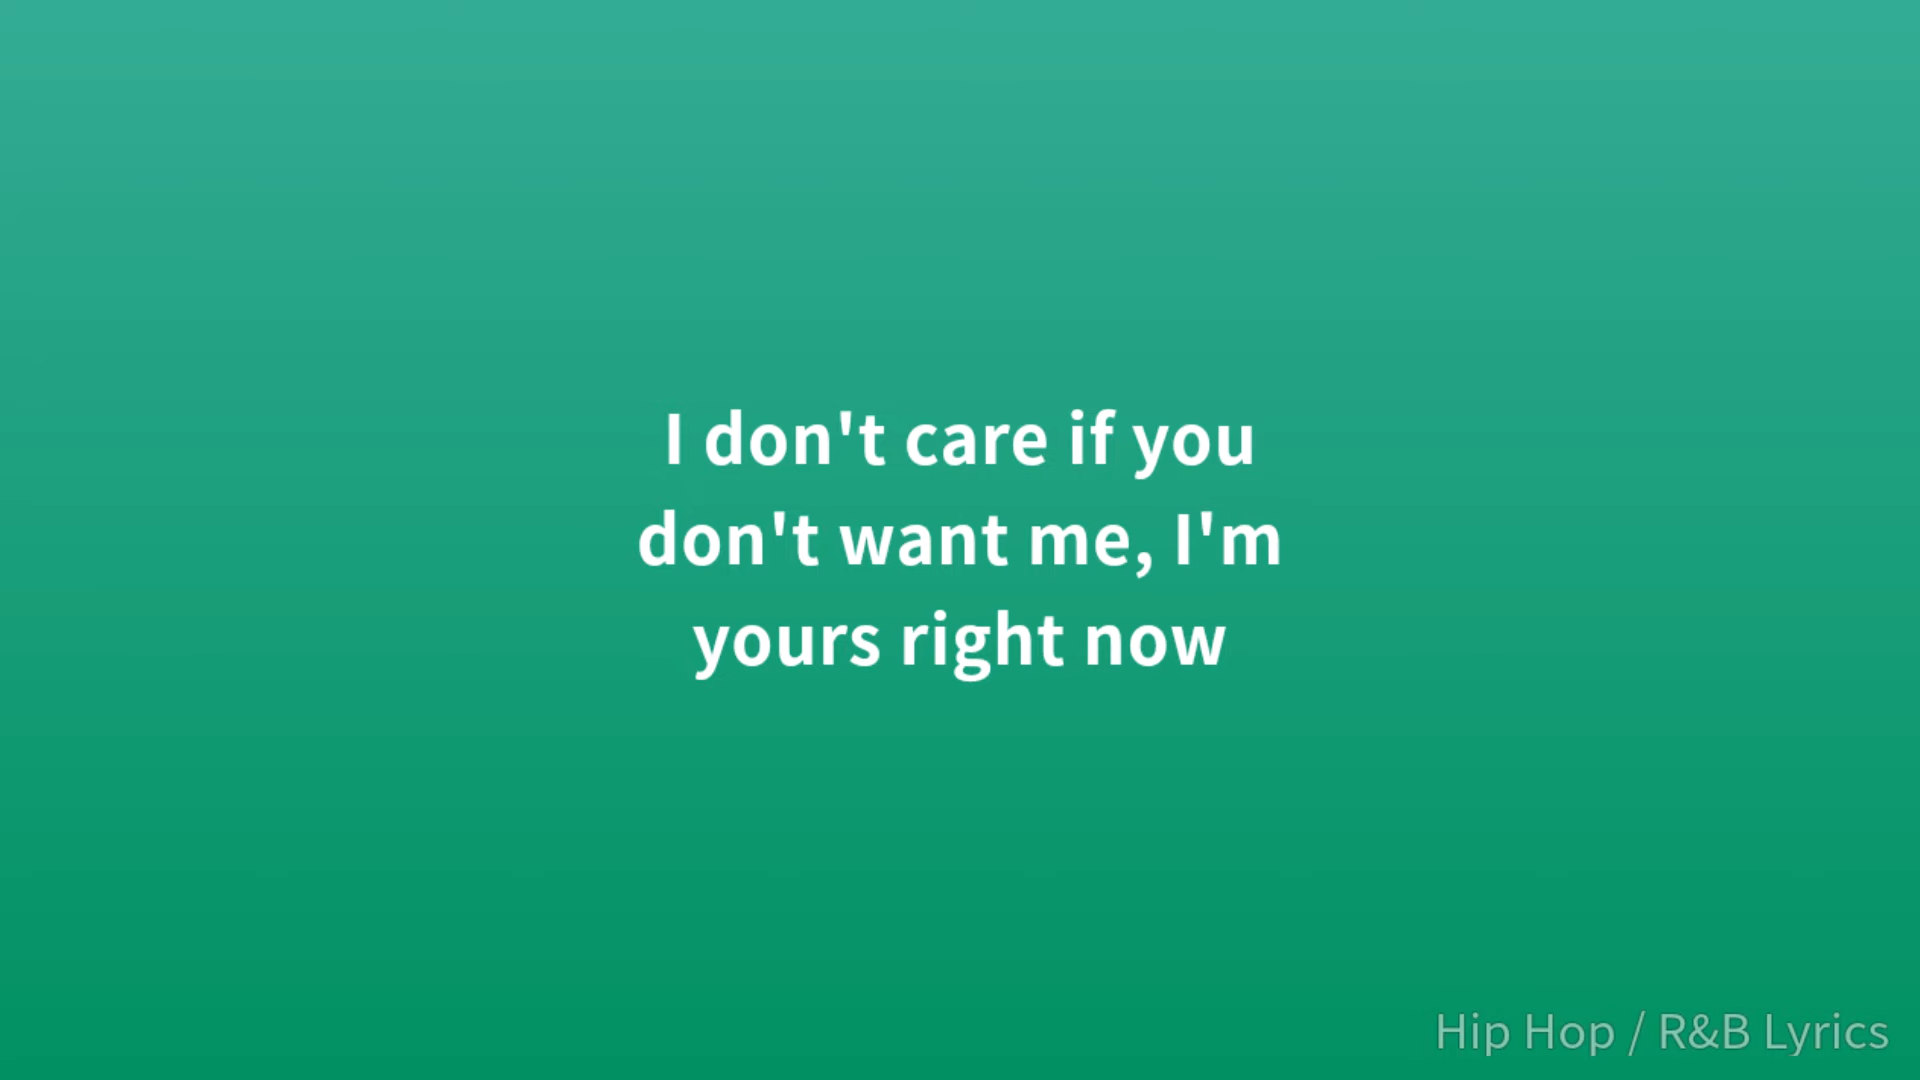 I don't care if you
don't want me, I'm
yours right now
Hip Hop / R&B Lyrics